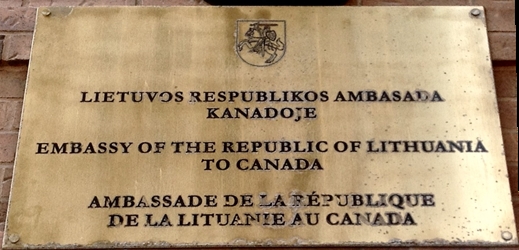 LIETUVOS RESPUBLIKOS AMBASADA
KANADOJE
EMBASSY OF THE REPUBLIC OF LITHUANIA
TO CANADA
AMBASSADE DE LA RÉPUBLIQUE
DE LA LITUANIE AU CANADA